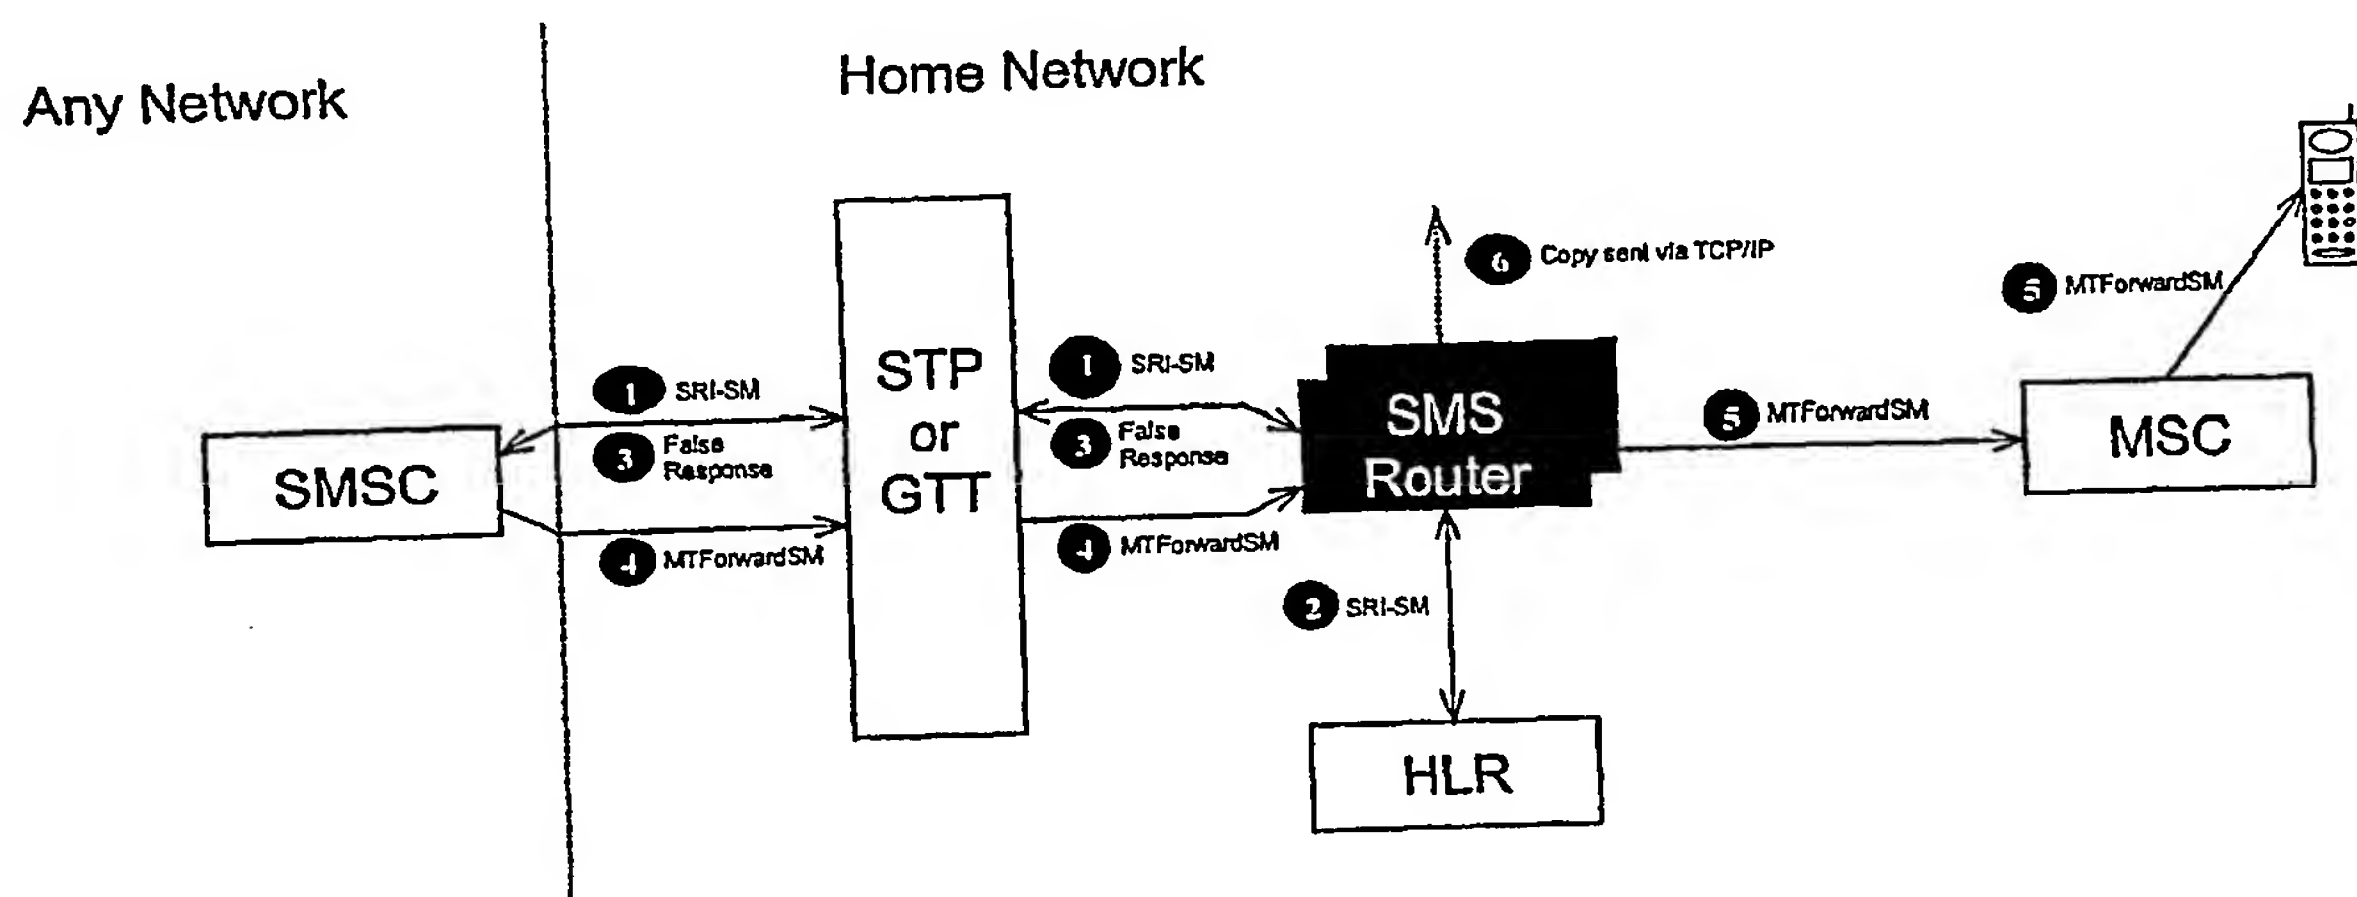 Home Network
Any Network
6 Copy sent via TCP/IP
5 MTForwardSM
1 SRI-SM
3 False
Response
4 MTForwardSM
SMSC
STP
or
GTT
1 SRI-SM
3 False
Response
4 MTForwardSM
SMS
Router
5 MTForwardSM
MSC
2 SRI-SM
HLR